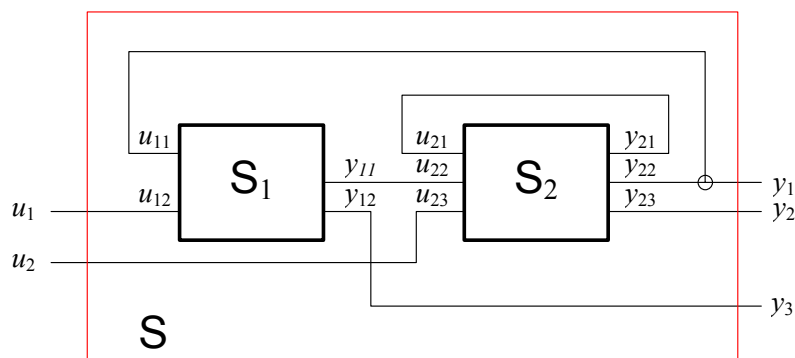 u₁₁ u₂₁ y₂₁
S₁ y₁₁ u₂₂ S₂ y₂₂ y₁
u₁ u₁₂ y₁₂ u₂₃ y₂₃ y₂
u₂
y₃
S